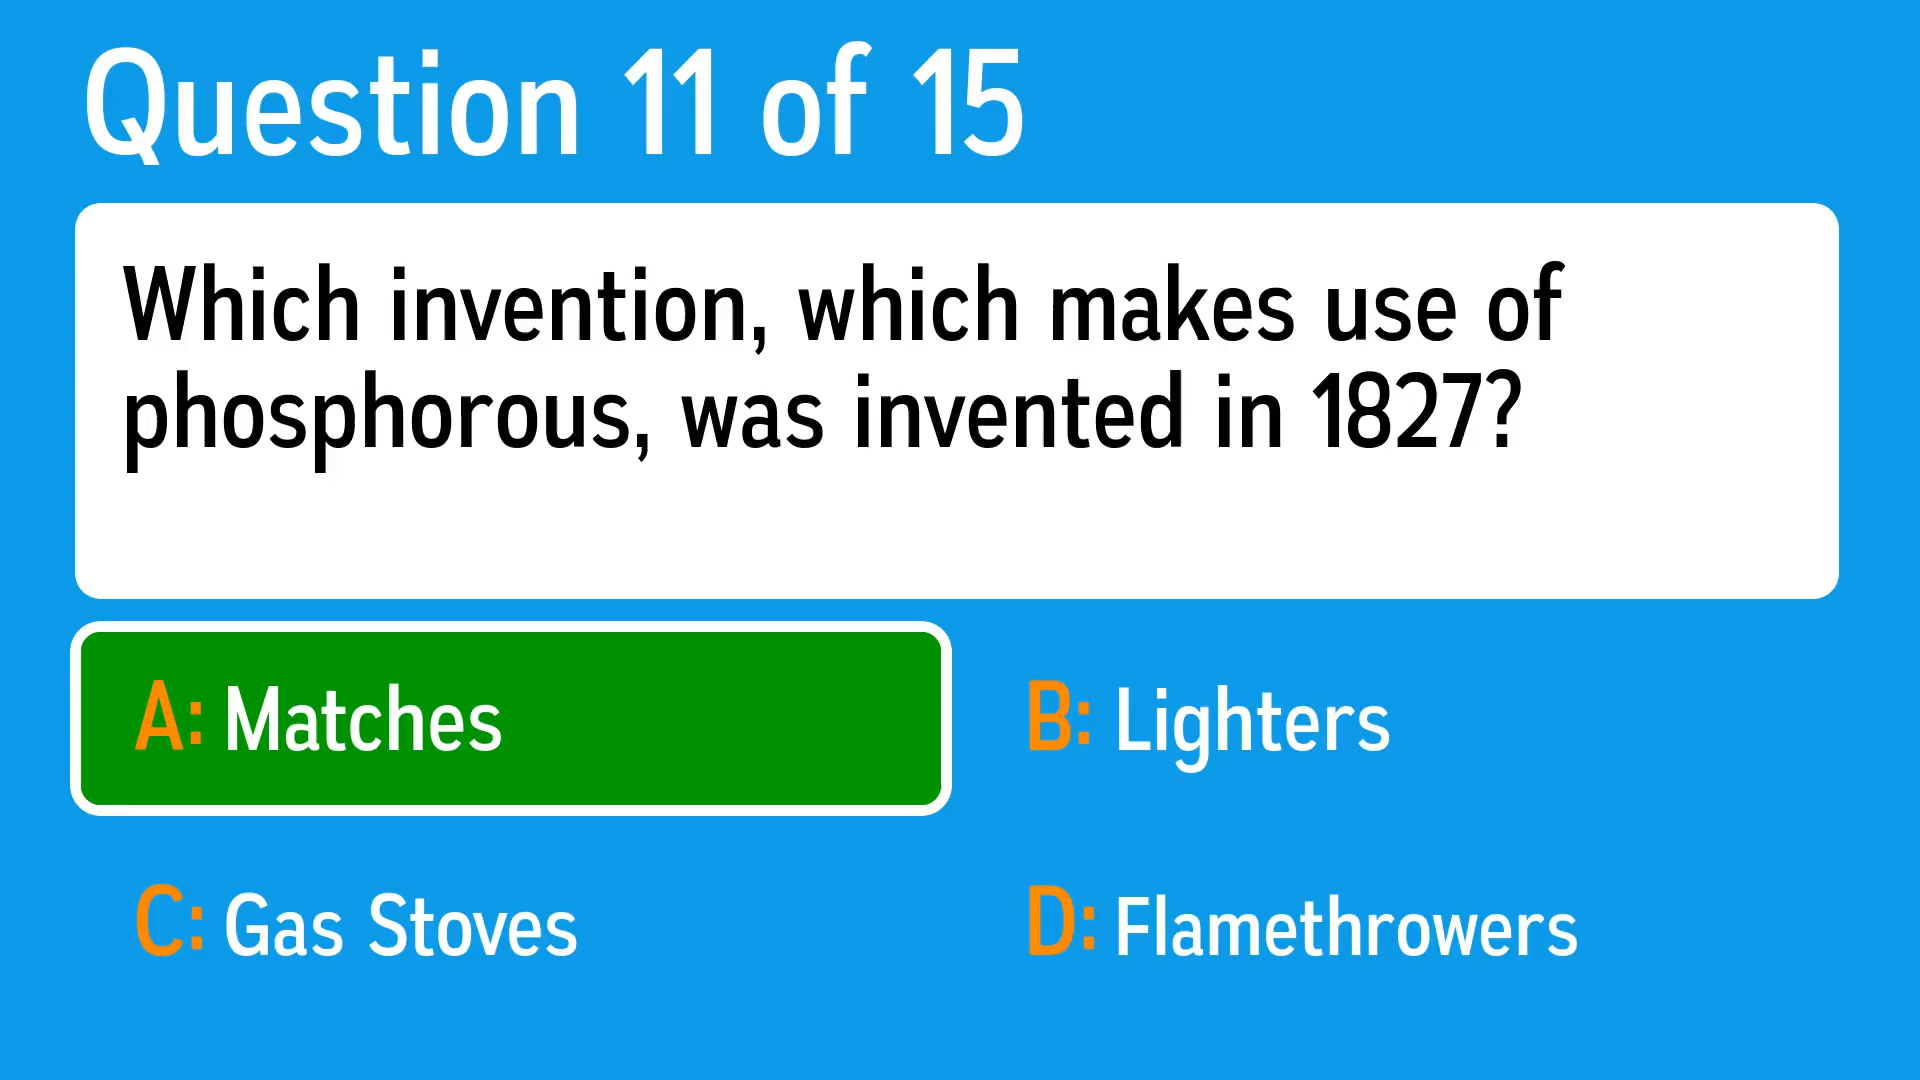 Question 11 of 15
Which invention, which makes use of
phosphorous, was invented in 1827?
A: Matches
B: Lighters
C: Gas Stoves
D: Flamethrowers